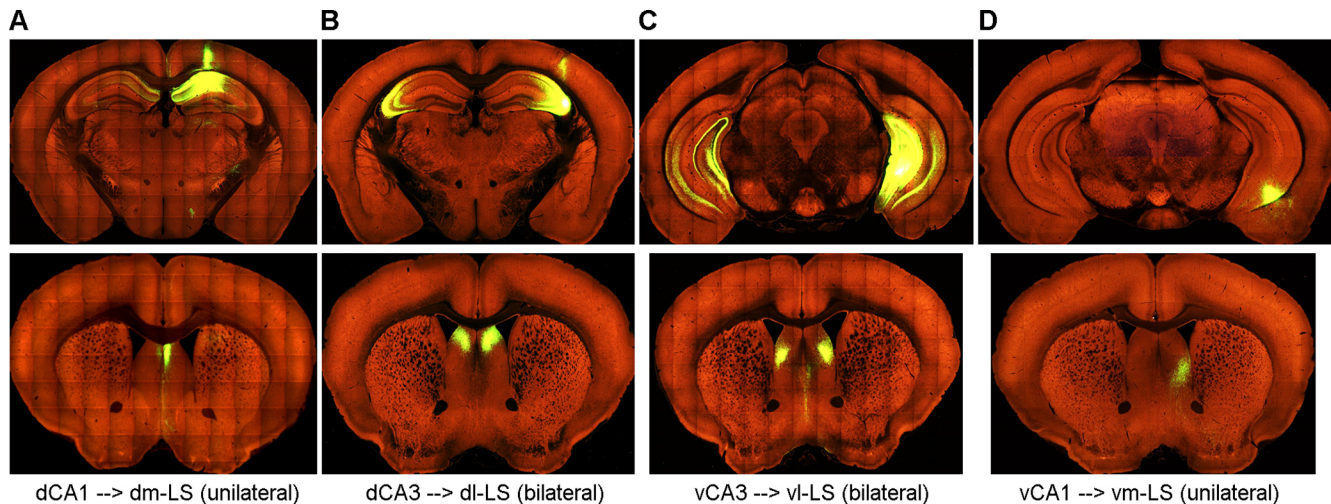 A
B
C
D
dCA1 --> dm-LS (unilateral)
dCA3 --> dl-LS (bilateral)
vCA3 --> vl-LS (bilateral)
vCA1 --> vm-LS (unilateral)